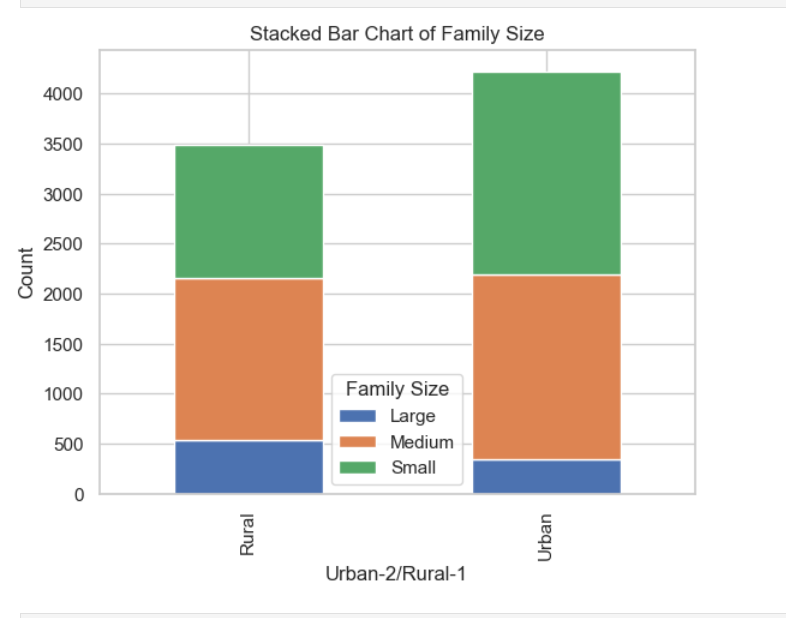 Stacked Bar Chart of Family Size
4000
3500
3000
2500
2000
1500
1000
500
0
Count
Family Size
Large
Medium
Small
Rural
Urban
Urban-2/Rural-1